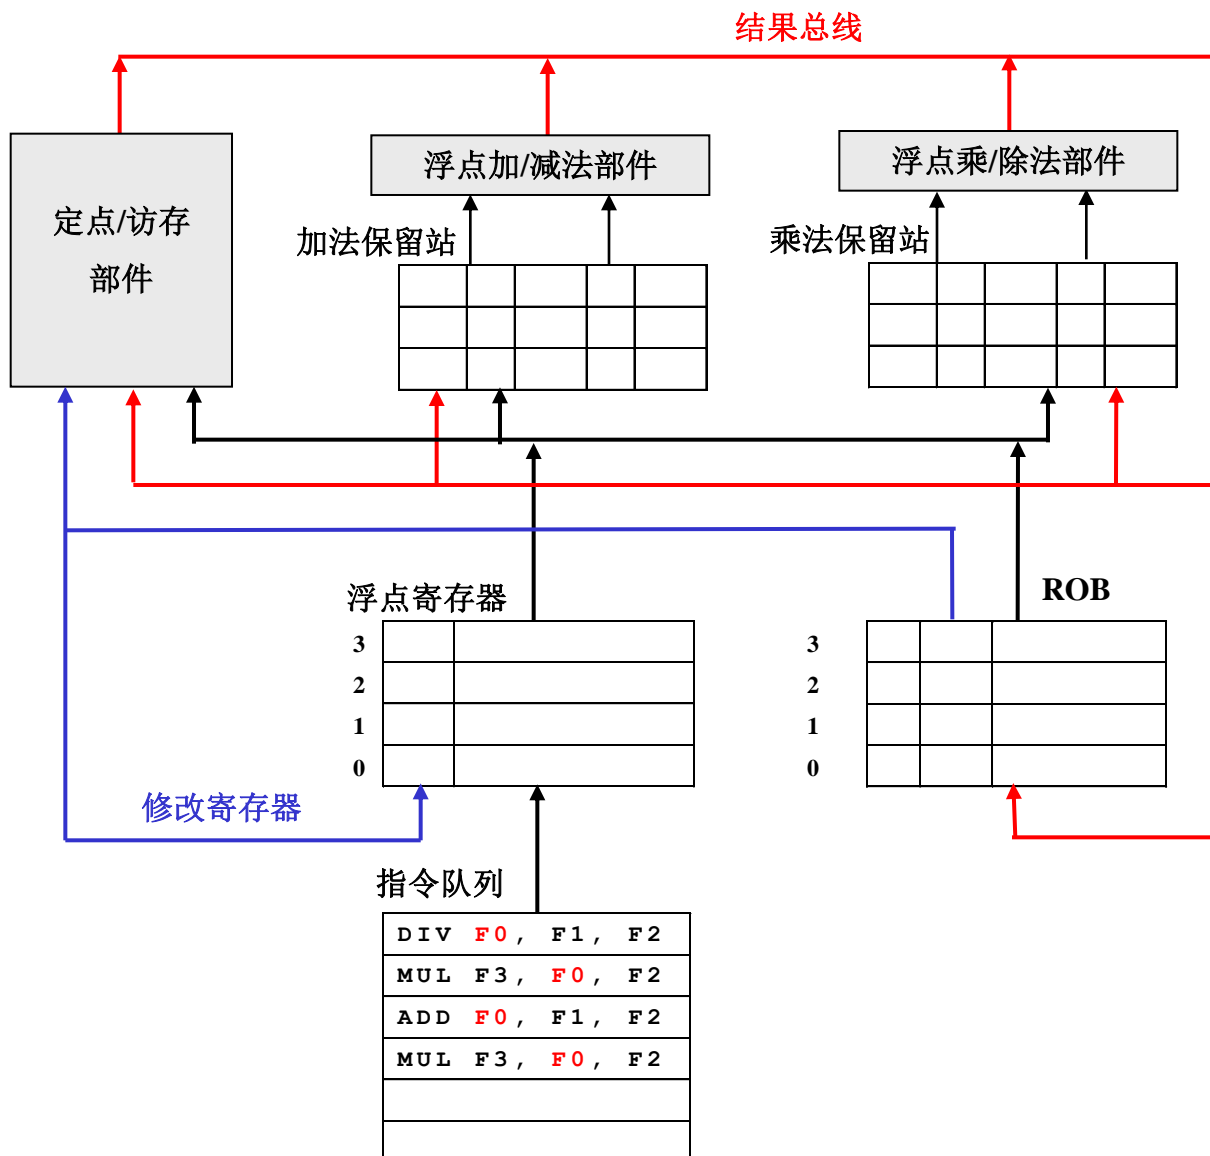 结果总线
浮点加/减法部件
浮点乘/除法部件
定点/访存
部件
加法保留站
乘法保留站
浮点寄存器
ROB
3
2
1
0
3
2
1
0
修改寄存器
指令队列
DIV F0, F1, F2
MUL F3, F0, F2
ADD F0, F1, F2
MUL F3, F0, F2